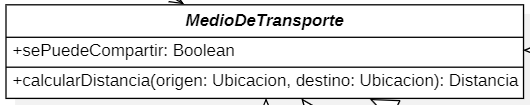 MedioDeTransporte
+sePuedeCompartir: Boolean
+calcularDistancia(origen: Ubicacion, destino: Ubicacion): Distancia